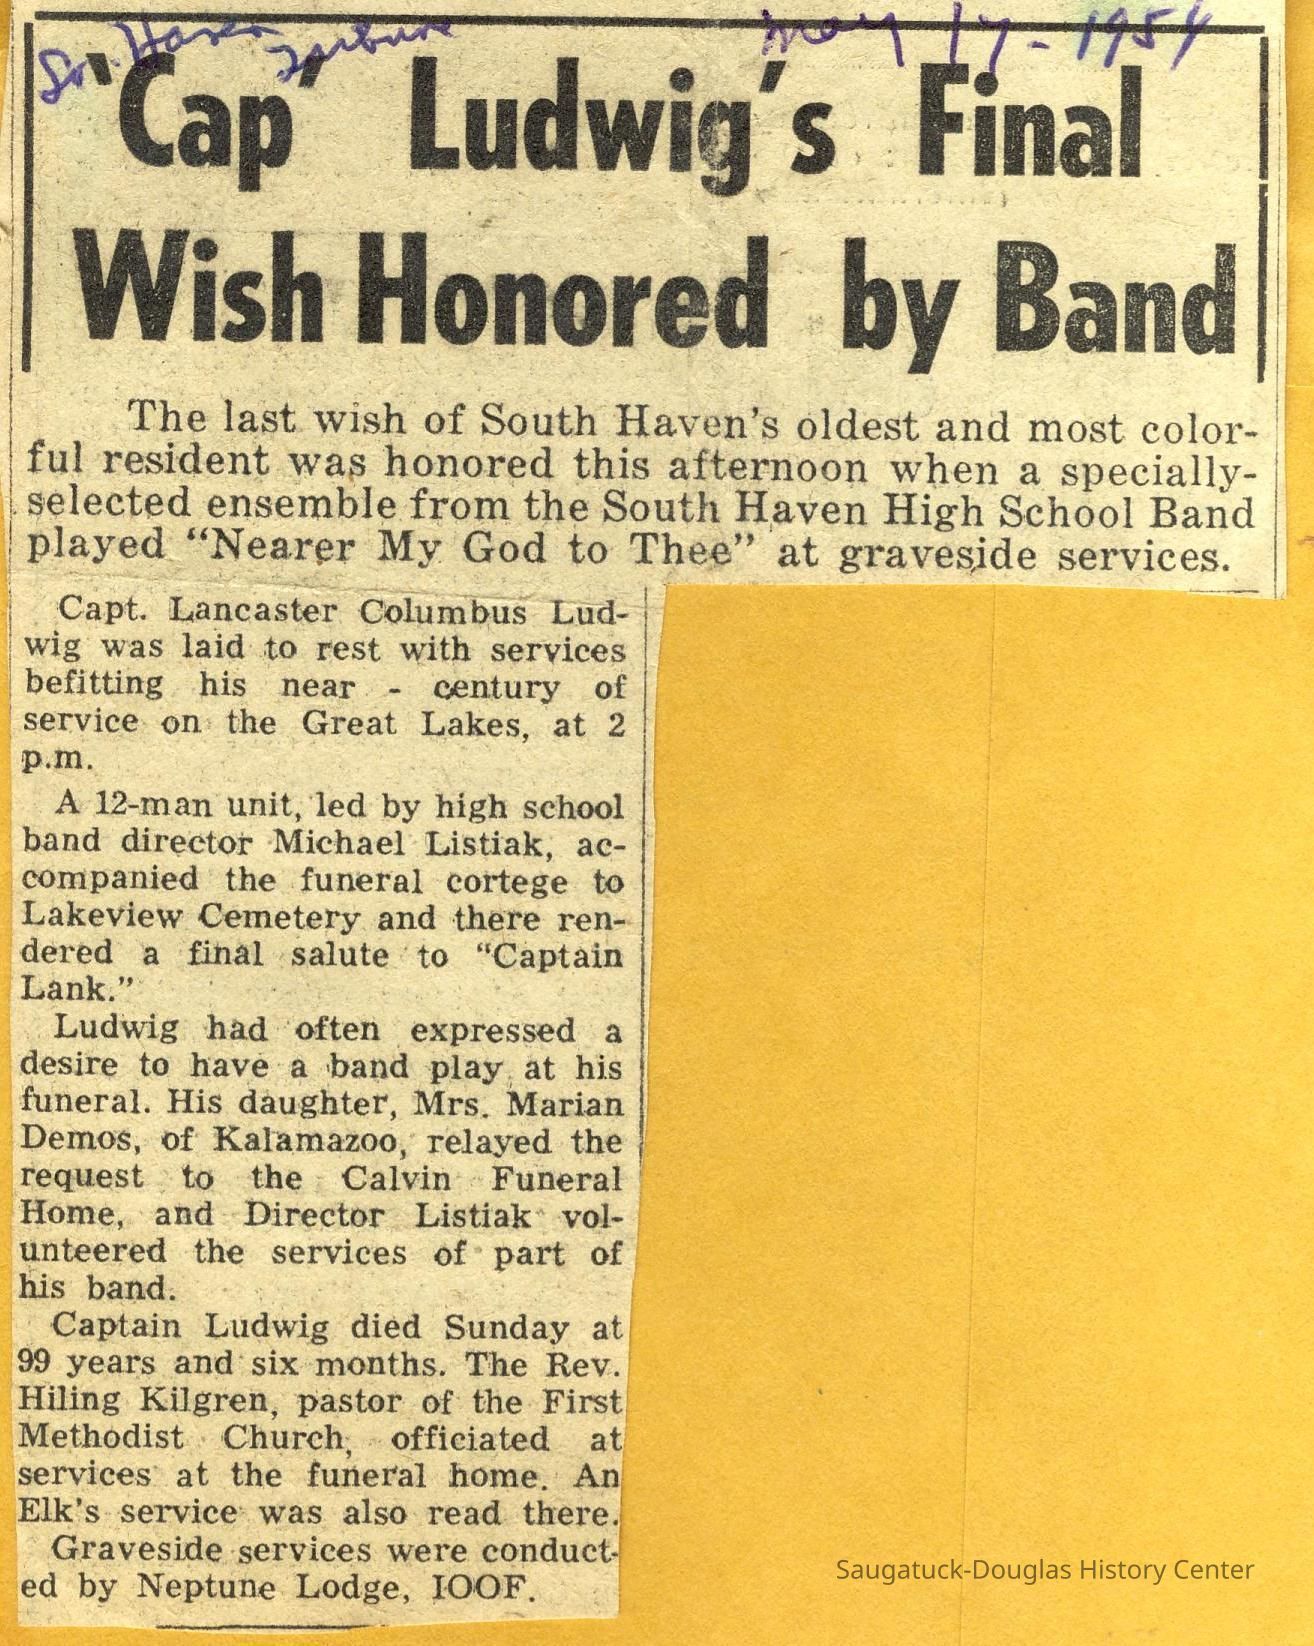 So. Haven Tribune May 17 - 1954
'Cap' Ludwig's Final
Wish Honored by Band
The last wish of South Haven's oldest and most color-
ful resident was honored this afternoon when a specially-
selected ensemble from the South Haven High School Band
played “Nearer My God to Thee” at graveside services.
Capt. Lancaster Columbus Lud-
wig was laid to rest with services
befitting his near - century of
service on the Great Lakes, at 2
p.m.
A 12-man unit, led by high school
band director Michael Listiak, ac-
companied the funeral cortege to
Lakeview Cemetery and there ren-
dered a final salute to “Captain
Lank.”
Ludwig had often expressed a
desire to have a band play at his
funeral. His daughter, Mrs. Marian
Demos, of Kalamazoo, relayed the
request to the Calvin Funeral
Home, and Director Listiak vol-
unteered the services of part of
his band.
Captain Ludwig died Sunday at
99 years and six months. The Rev.
Hiling Kilgren, pastor of the First
Methodist Church, officiated at
services at the funeral home. An
Elk's service was also read there.
Graveside services were conduct-
ed by Neptune Lodge, IOOF.
Saugatuck-Douglas History Center